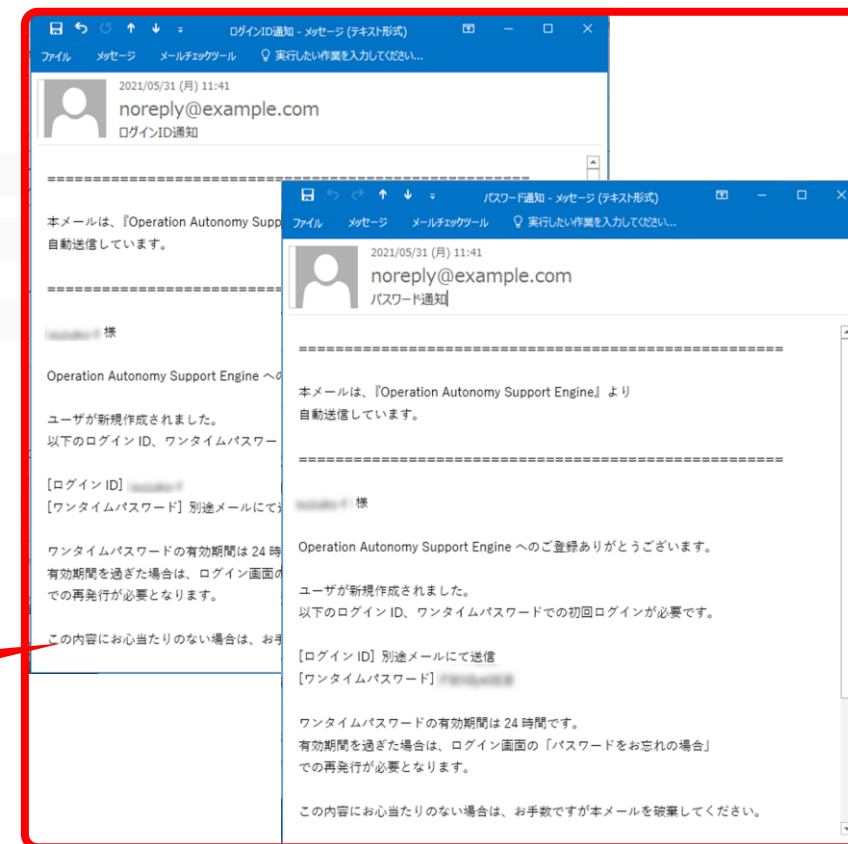 ログインID通知 - メッセージ (テキスト形式)
ファイル メッセージ メールチェックツール 実行したい作業を入力してください...
2021/05/31 (月) 11:41
noreply@example.com
ログインID通知
=====================================================
本メールは、『Operation Autonomy Supp
自動送信しています。
様
Operation Autonomy Support Engine への
ユーザが新規作成されました。
以下のログイン ID、ワンタイムパスワー
[ログイン ID]
[ワンタイムパスワード] 別途メールにて
ワンタイムパスワードの有効期間は 24 時
有効期間を過ぎた場合は、ログイン画面の
での再発行が必要となります。
この内容にお心当たりのない場合は、お手
パスワード通知 - メッセージ (テキスト形式)
ファイル メッセージ メールチェックツール 実行したい作業を入力してください...
2021/05/31 (月) 11:41
noreply@example.com
パスワード通知
=====================================================
本メールは、『Operation Autonomy Support Engine』より
自動送信しています。
=====================================================
様
Operation Autonomy Support Engine へのご登録ありがとうございます。
ユーザが新規作成されました。
以下のログイン ID、ワンタイムパスワードでの初回ログインが必要です。
[ログイン ID] 別途メールにて送信
[ワンタイムパスワード]
ワンタイムパスワードの有効期間は 24 時間です。
有効期間を過ぎた場合は、ログイン画面の「パスワードをお忘れの場合」
での再発行が必要となります。
この内容にお心当たりのない場合は、お手数ですが本メールを破棄してください。